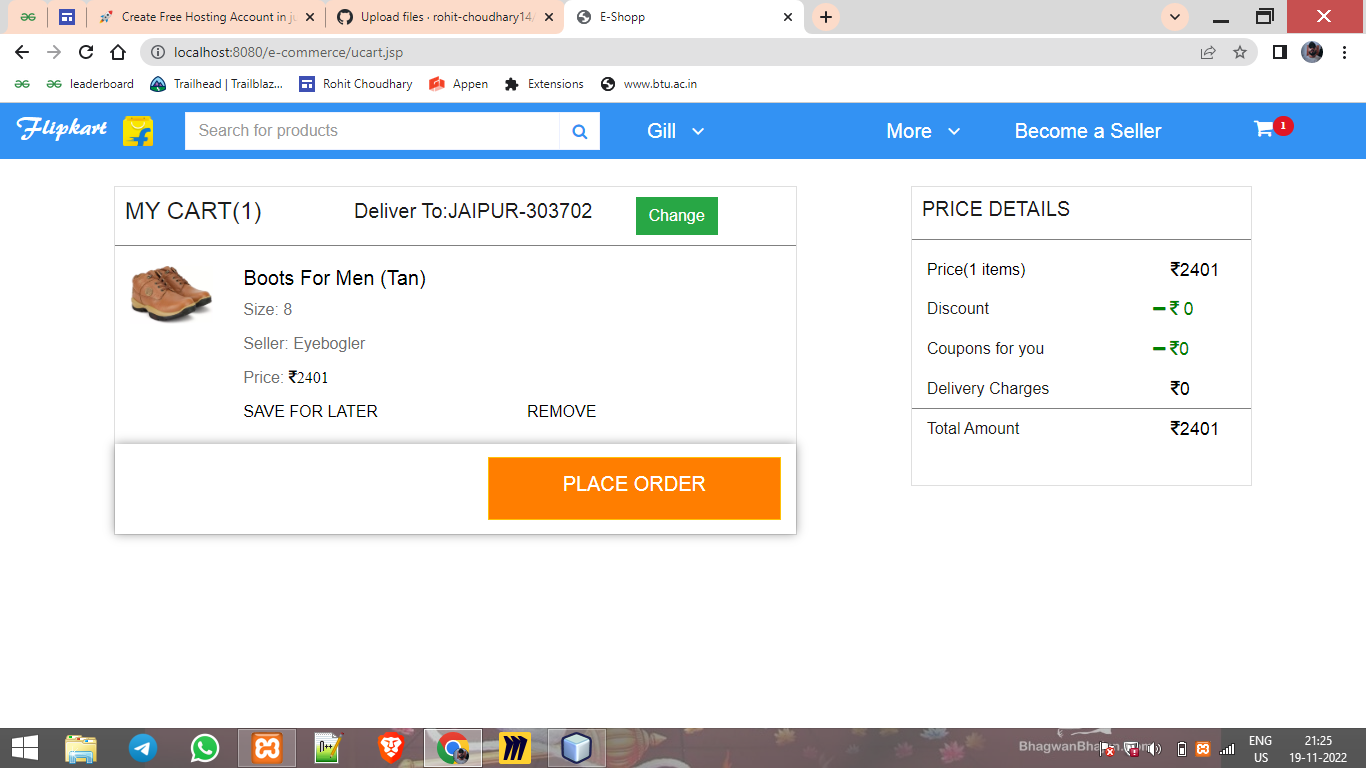 Create Free Hosting Account in ju
Upload files · rohit-choudhary14/
E-Shopp
localhost:8080/e-commerce/ucart.jsp
leaderboard
Trailhead | Trailblaz...
Rohit Choudhary
Appen
Extensions
www.btu.ac.in
Flipkart
Search for products
Gill
More
Become a Seller
1
MY CART(1)
Deliver To:JAIPUR-303702
Change
Boots For Men (Tan)
Size: 8
Seller: Eyebogler
Price: ₹2401
SAVE FOR LATER
REMOVE
PLACE ORDER
PRICE DETAILS
Price(1 items) ₹2401
Discount − ₹ 0
Coupons for you − ₹0
Delivery Charges ₹0
Total Amount ₹2401
ENG
US
21:25
19-11-2022